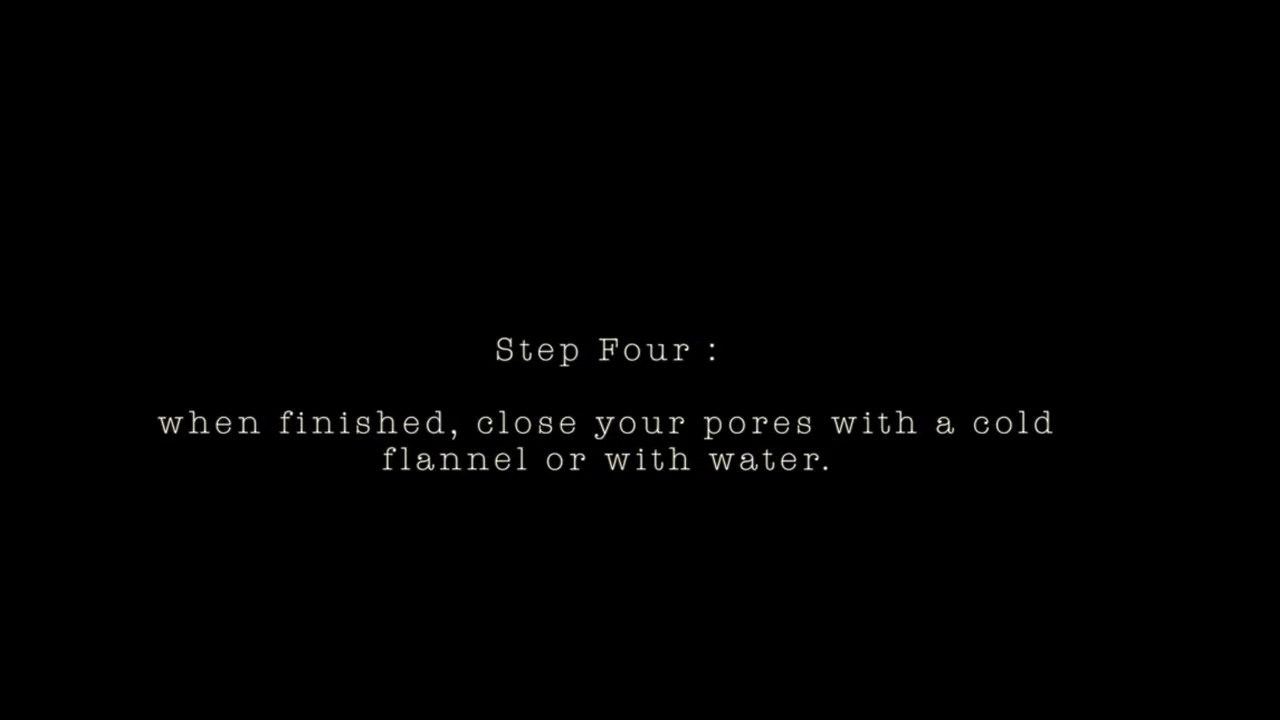 Step Four :
when finished, close your pores with a cold
flannel or with water.